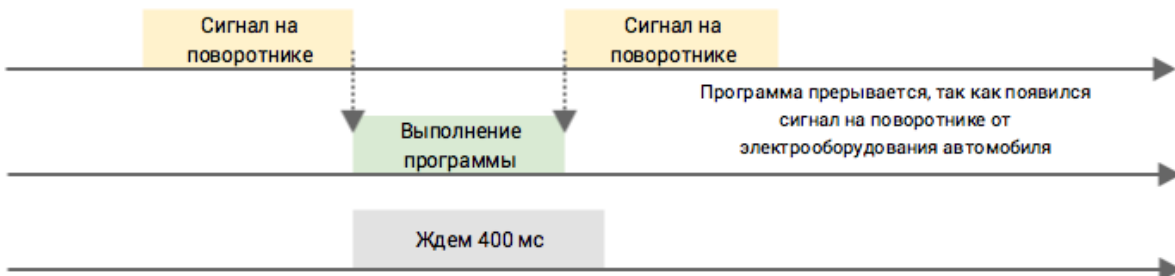 Сигнал на
поворотнике
Сигнал на
поворотнике
Программа прерывается, так как появился
сигнал на поворотнике от
электрооборудования автомобиля
Выполнение
программы
Ждем 400 мс